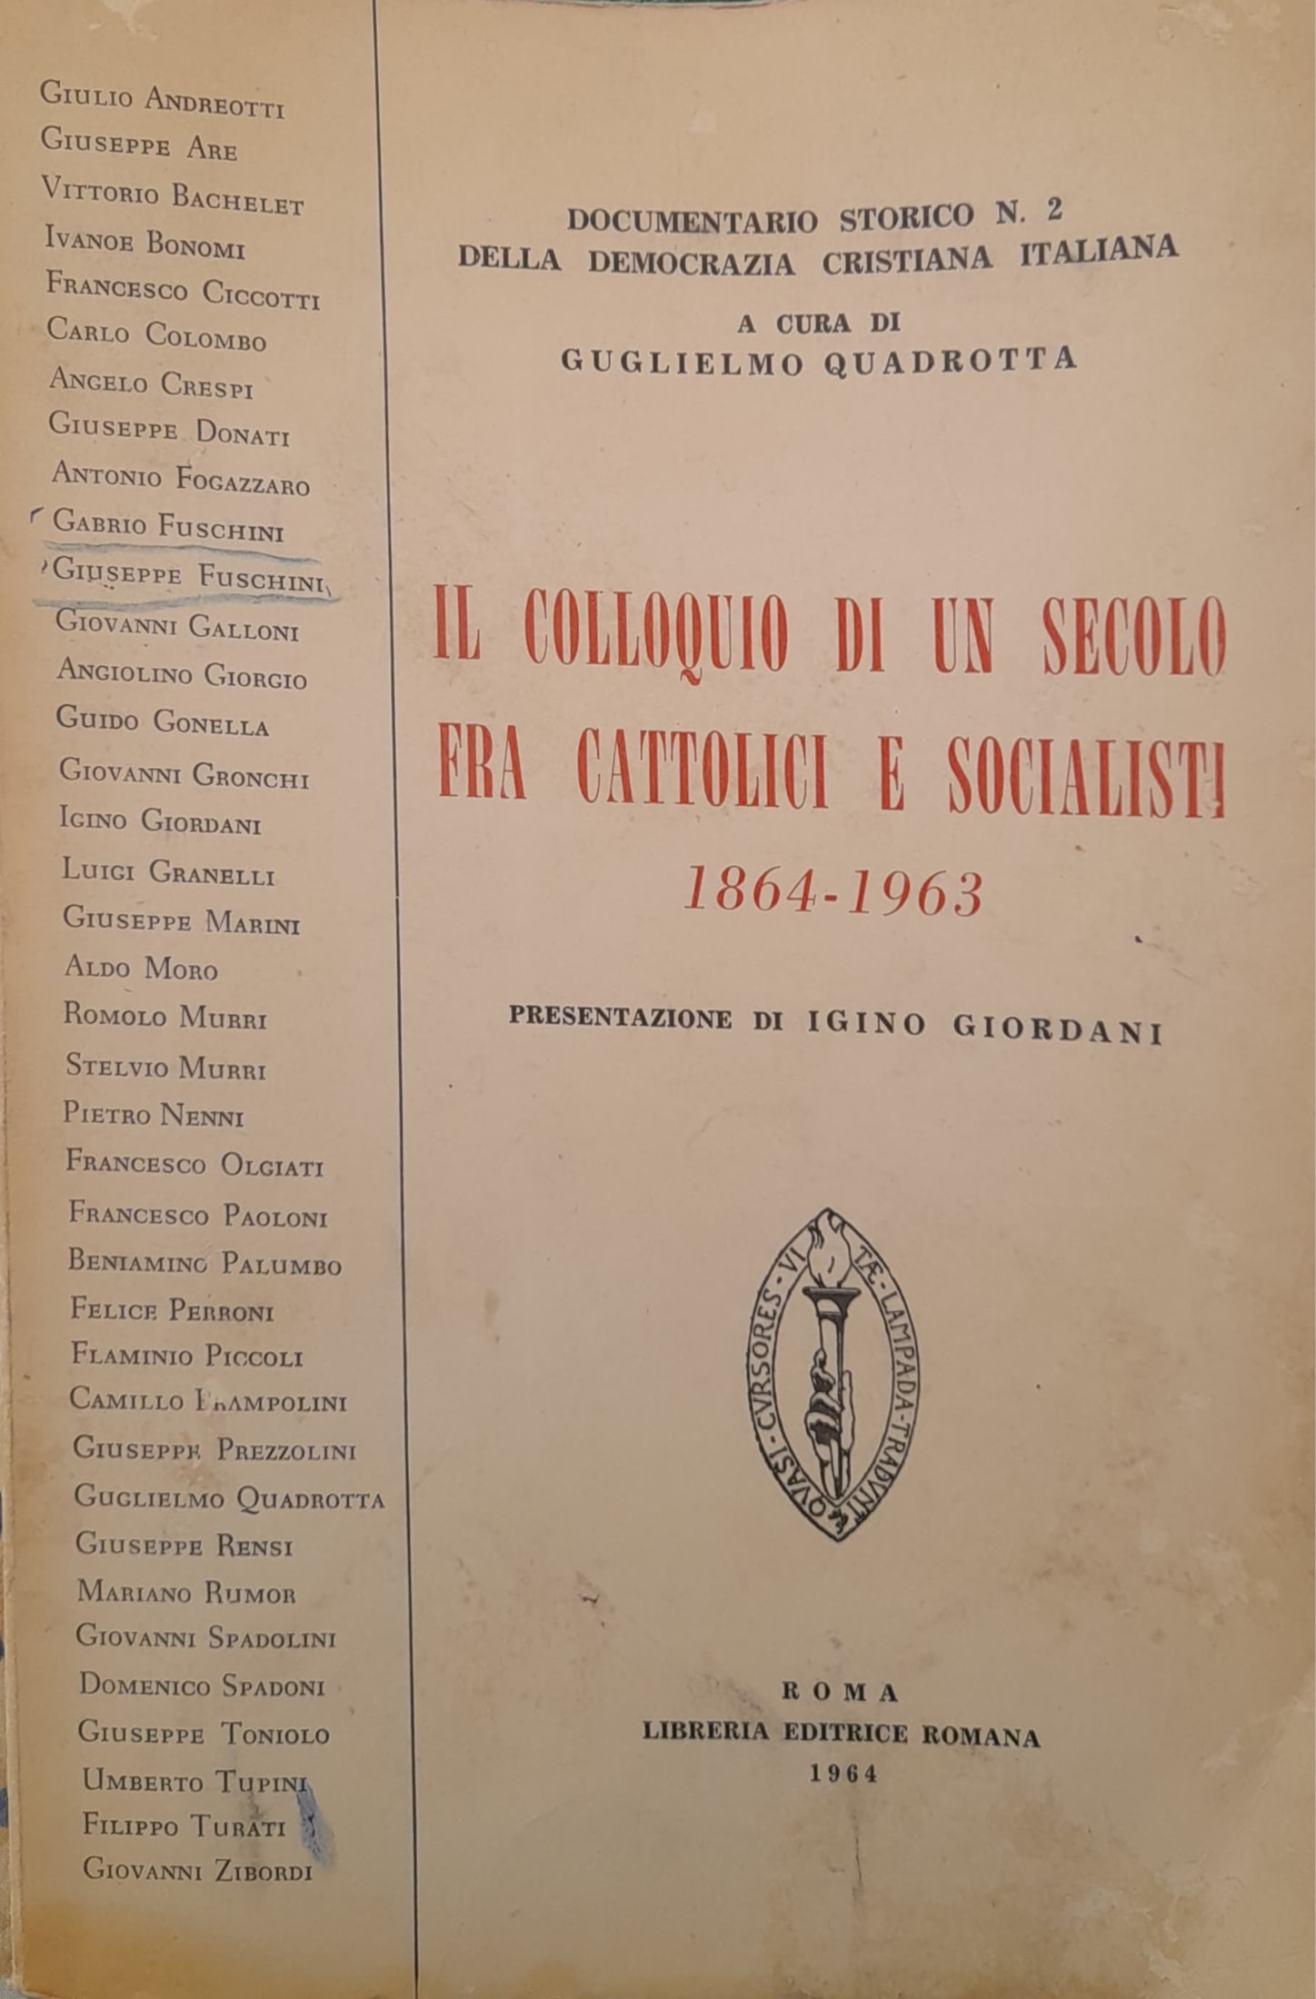 GIULIO ANDREOTTI
GIUSEPPE ARE
VITTORIO BACHELET
IVANOE BONOMI
FRANCESCO CICCOTTI
CARLO COLOMBO
ANGELO CRESPI
GIUSEPPE DONATI
ANTONIO FOGAZZARO
GABRIO FUSCHINI
GIUSEPPE FUSCHINI
GIOVANNI GALLONI
ANGIOLINO GIORGIO
GUIDO GONELLA
GIOVANNI GRONCHI
IGINO GIORDANI
LUIGI GRANELLI
GIUSEPPE MARINI
ALDO MORO
ROMOLO MURRI
STELVIO MURRI
PIETRO NENNI
FRANCESCO OLGIATI
FRANCESCO PAOLONI
BENIAMINO PALUMBO
FELICE PERRONI
FLAMINIO PICCOLI
CAMILLO PRAMPOLINI
GIUSEPPE PREZZOLINI
GUGLIELMO QUADROTTA
GIUSEPPE RENSI
MARIANO RUMOR
GIOVANNI SPADOLINI
DOMENICO SPADONI
GIUSEPPE TONIOLO
UMBERTO TUPINI
FILIPPO TURATI
GIOVANNI ZIBORDI
DOCUMENTARIO STORICO N. 2
DELLA DEMOCRAZIA CRISTIANA ITALIANA
A CURA DI
GUGLIELMO QUADROTTA
IL COLLOQUIO DI UN SECOLO
FRA CATTOLICI E SOCIALISTI
1864-1963
PRESENTAZIONE DI IGINO GIORDANI
QVASI · CVRSORES · VITÆ · LAMPADA · TRADVNT
ROMA
LIBRERIA EDITRICE ROMANA
1964